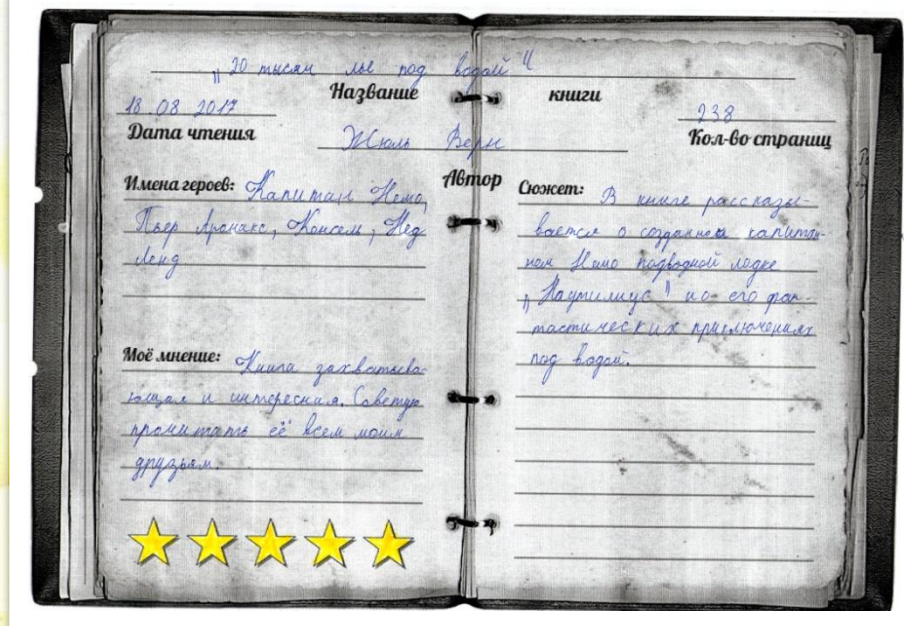 „20 тысяч лье под водой“
Название книги
18.08.2017
Дата чтения
238
Кол-во страниц
Жюль Верн
Автор
Имена героев: Капитан Немо,
Пьер Аронакс, Консель, Нед
Ленд
Моё мнение: Книга захватыва-
ющая и интересная. Советую
прочитать её всем моим
друзьям.
Сюжет: В книге рассказы-
вается о созданной капита-
ном Немо подводной лодке
„Наутилиус“ и о его фан-
тастических приключениях
под водой.